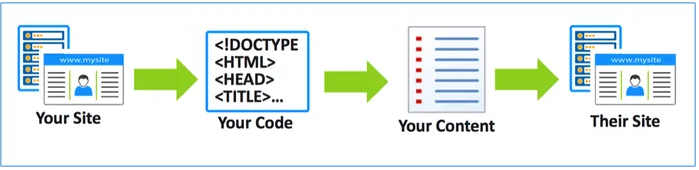 www.mysite
Your Site
<!DOCTYPE
<HTML>
<HEAD>
<TITLE>...
Your Code
Your Content
www.mysite
Their Site